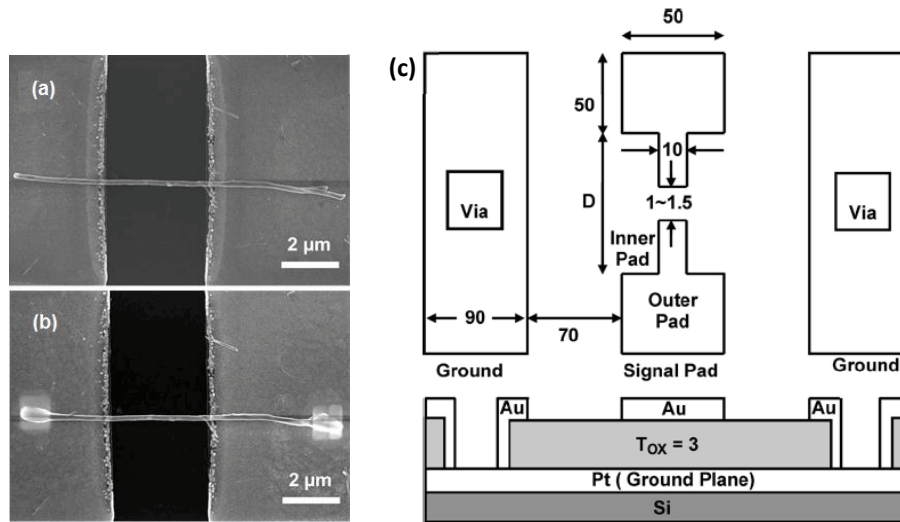 (a)
2 µm
(b)
2 µm
(c)
50
50
10
D
1~1.5
Via
Via
Inner
Pad
Outer
Pad
90
70
Ground
Signal Pad
Ground
Au
Au
Au
T_OX = 3
Pt ( Ground Plane)
Si